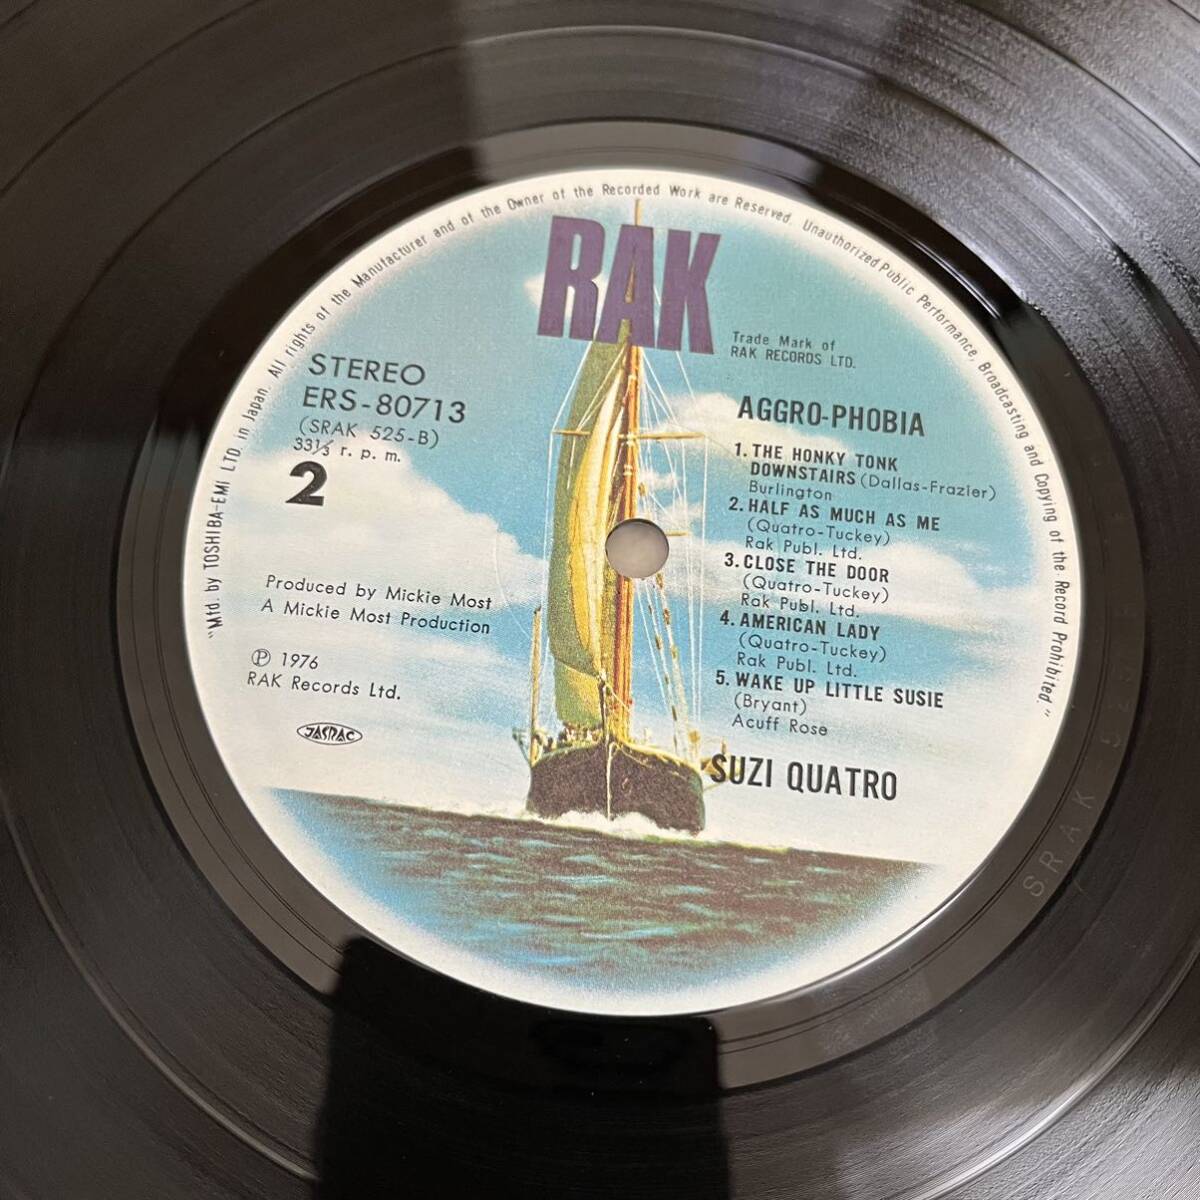 "Mfd. by TOSHIBA-EMI LTD. in Japan. All rights of the Manufacturer and of the Owner of the Recorded Work are Reserved. Unauthorized Public Performance, Broadcasting and Copying of the Record Prohibited."
RAK
Trade Mark of
RAK RECORDS LTD.
STEREO
ERS-80713
(SRAK 525-B)
33⅓ r. p. m.
2
Produced by Mickie Most
A Mickie Most Production
Ⓟ 1976
RAK Records Ltd.
JASRAC
AGGRO-PHOBIA
1. THE HONKY TONK
DOWNSTAIRS (Dallas-Frazier)
Burlington
2. HALF AS MUCH AS ME
(Quatro-Tuckey)
Rak Publ. Ltd.
3. CLOSE THE DOOR
(Quatro-Tuckey)
Rak Publ. Ltd.
4. AMERICAN LADY
(Quatro-Tuckey)
Rak Publ. Ltd.
5. WAKE UP LITTLE SUSIE
(Bryant)
Acuff Rose
SUZI QUATRO
SRAK